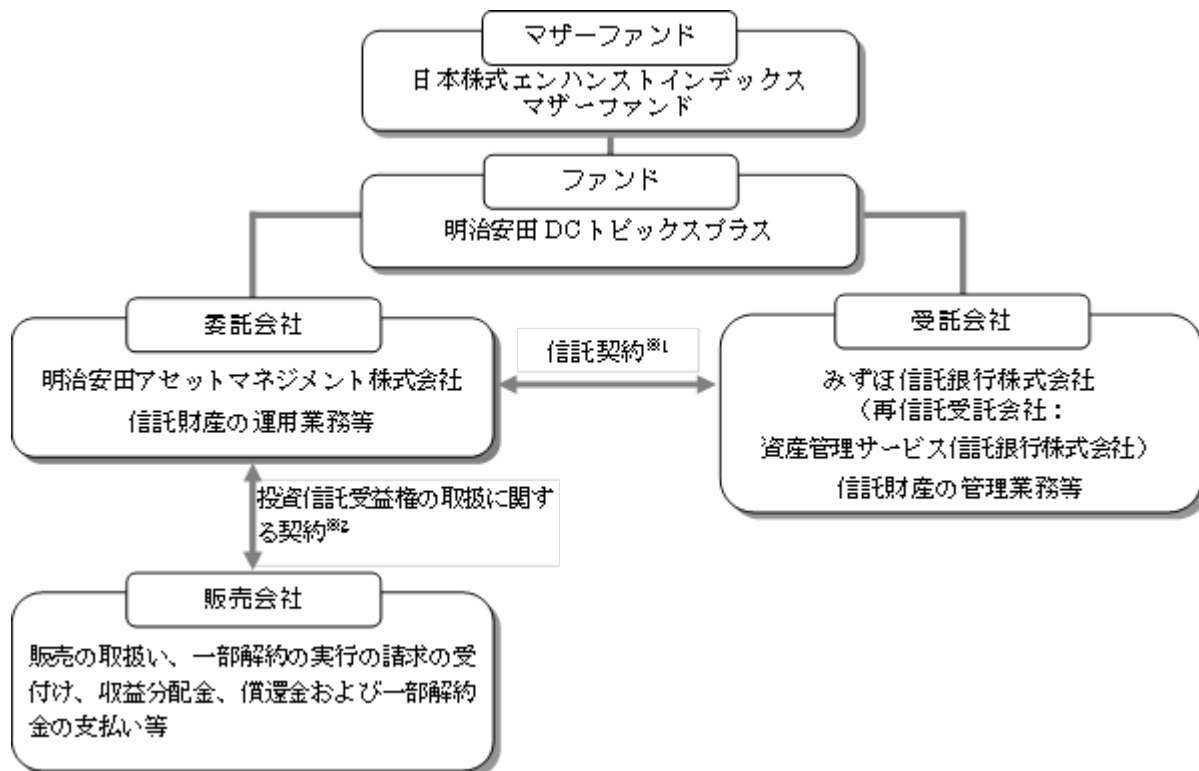 マザーファンド
日本株式エンハンストインデックス
マザーファンド
ファンド
明治安田DCトピックスプラス
委託会社
明治安田アセットマネジメント株式会社
信託財産の運用業務等
信託契約※1
受託会社
みずほ信託銀行株式会社
(再信託受託会社:
資産管理サービス信託銀行株式会社)
信託財産の管理業務等
投資信託受益権の取扱に関す
る契約※2
販売会社
販売の取扱い、一部解約の実行の請求の受
付け、収益分配金、償還金および一部解約
金の支払い等